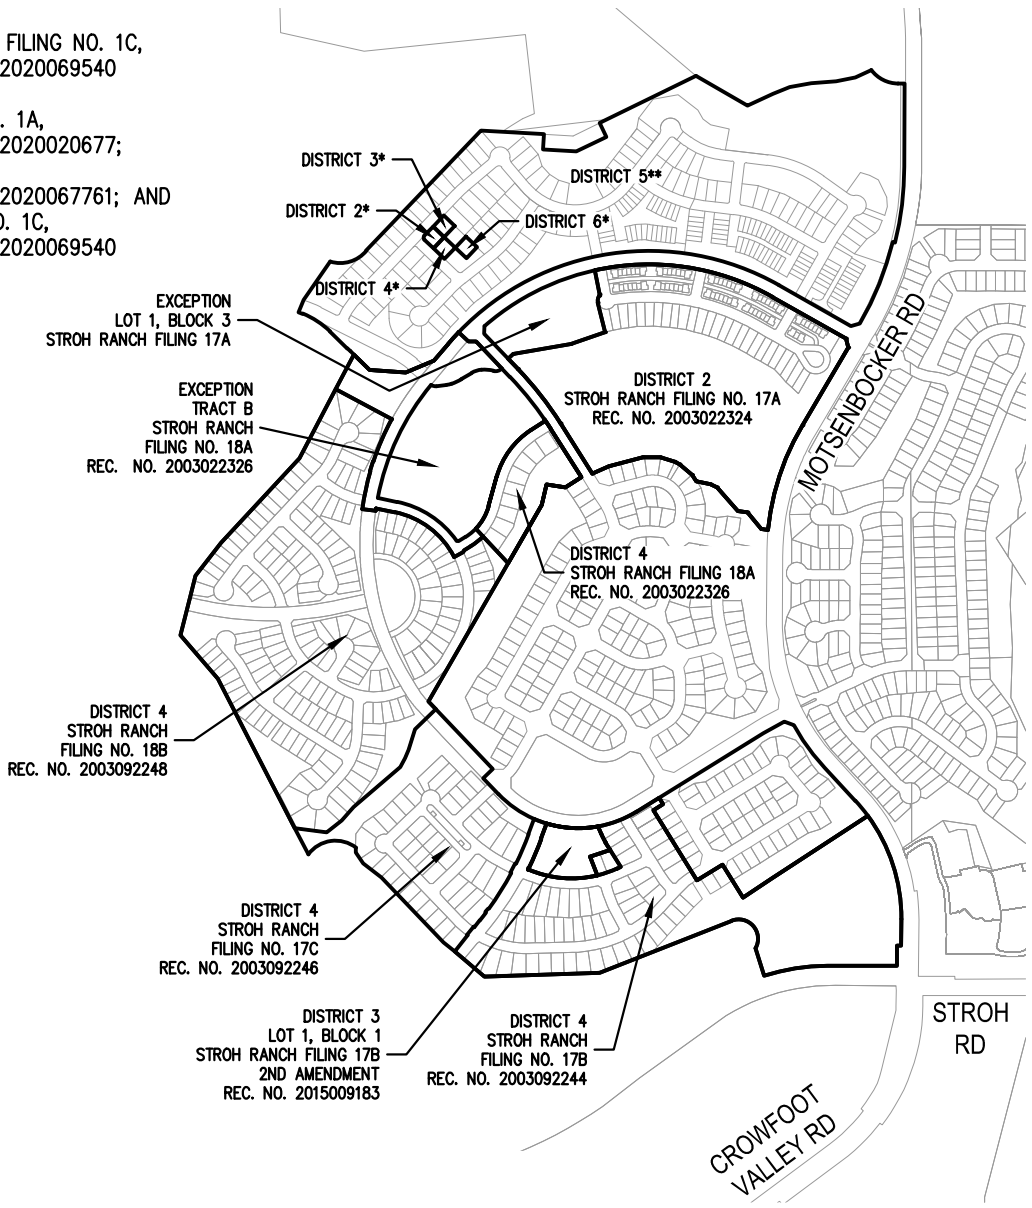 FILING NO. 1C,
2020069540
. 1A,
2020020677;
2020067761; AND
O. 1C,
2020069540
DISTRICT 3*
DISTRICT 5**
DISTRICT 2*
DISTRICT 6*
DISTRICT 4*
EXCEPTION
LOT 1, BLOCK 3
STROH RANCH FILING 17A
MOTSENBOCKER RD
EXCEPTION
TRACT B
STROH RANCH
FILING NO. 18A
REC. NO. 2003022326
DISTRICT 2
STROH RANCH FILING NO. 17A
REC. NO. 2003022324
DISTRICT 4
STROH RANCH FILING 18A
REC. NO. 2003022326
DISTRICT 4
STROH RANCH
FILING NO. 18B
REC. NO. 2003092248
DISTRICT 4
STROH RANCH
FILING NO. 17C
REC. NO. 2003092246
DISTRICT 3
LOT 1, BLOCK 1
STROH RANCH FILING 17B
2ND AMENDMENT
REC. NO. 2015009183
DISTRICT 4
STROH RANCH
FILING NO. 17B
REC. NO. 2003092244
STROH
RD
CROWFOOT
VALLEY RD